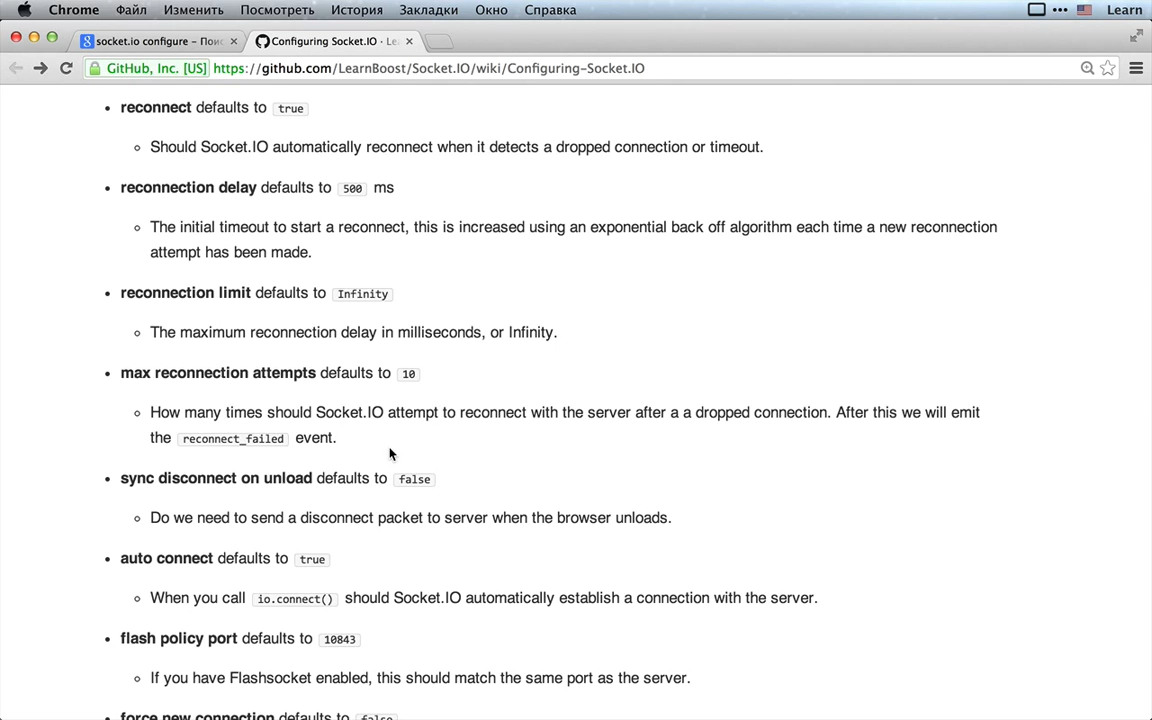 Chrome Файл Изменить Посмотреть История Закладки Окно Справка Learn
socket.io configure – Поис
Configuring Socket.IO · Le
GitHub, Inc. [US] https://github.com/LearnBoost/Socket.IO/wiki/Configuring-Socket.IO
• reconnect defaults to true
Should Socket.IO automatically reconnect when it detects a dropped connection or timeout.
• reconnection delay defaults to 500 ms
The initial timeout to start a reconnect, this is increased using an exponential back off algorithm each time a new reconnection
attempt has been made.
• reconnection limit defaults to Infinity
The maximum reconnection delay in milliseconds, or Infinity.
• max reconnection attempts defaults to 10
How many times should Socket.IO attempt to reconnect with the server after a a dropped connection. After this we will emit
the reconnect_failed event.
• sync disconnect on unload defaults to false
Do we need to send a disconnect packet to server when the browser unloads.
• auto connect defaults to true
When you call io.connect() should Socket.IO automatically establish a connection with the server.
• flash policy port defaults to 10843
If you have Flashsocket enabled, this should match the same port as the server.
force new connection defaults to false